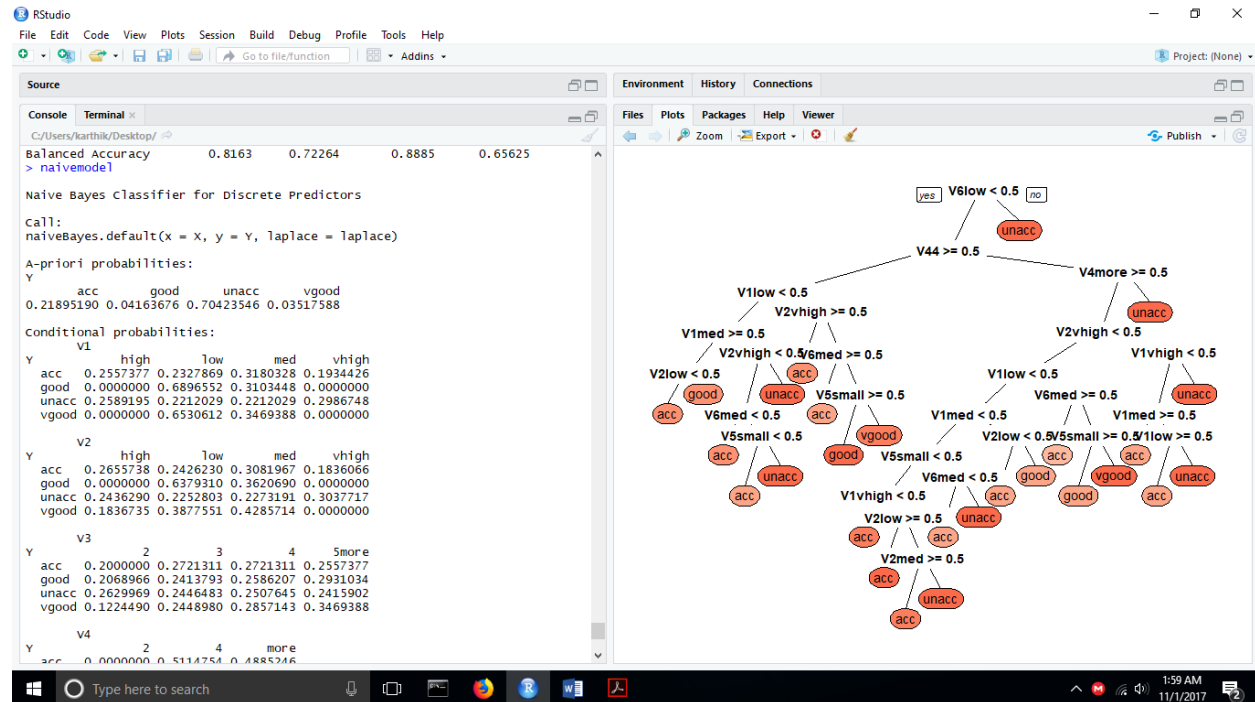 RStudio
File Edit Code View Plots Session Build Debug Profile Tools Help
Go to file/function Addins
Project: (None)
Source
Console Terminal
C:/Users/karthik/Desktop/
Balanced Accuracy 0.8163 0.72264 0.8885 0.65625
> naivemodel
Naive Bayes Classifier for Discrete Predictors
Call:
naiveBayes.default(x = X, y = Y, laplace = laplace)
A-priori probabilities:
Y
acc good unacc vgood
0.21895190 0.04163676 0.70423546 0.03517588
Conditional probabilities:
V1
Y high low med vhigh
acc 0.2557377 0.2327869 0.3180328 0.1934426
good 0.0000000 0.6896552 0.3103448 0.0000000
unacc 0.2589195 0.2212029 0.2212029 0.2986748
vgood 0.0000000 0.6530612 0.3469388 0.0000000
V2
Y high low med vhigh
acc 0.2655738 0.2426230 0.3081967 0.1836066
good 0.0000000 0.6379310 0.3620690 0.0000000
unacc 0.2436290 0.2252803 0.2273191 0.3037717
vgood 0.1836735 0.3877551 0.4285714 0.0000000
V3
Y 2 3 4 5more
acc 0.2000000 0.2721311 0.2721311 0.2557377
good 0.2068966 0.2413793 0.2586207 0.2931034
unacc 0.2629969 0.2446483 0.2507645 0.2415902
vgood 0.1224490 0.2448980 0.2857143 0.3469388
V4
Y 2 4 more
acc 0.0000000 0.5114754 0.4885246
Environment History Connections
Files Plots Packages Help Viewer
Zoom Export Publish
yes V6low < 0.5 no
unacc
V44 >= 0.5
V4more >= 0.5
V1low < 0.5
V2vhigh >= 0.5 unacc
V1med >= 0.5 V2vhigh < 0.5
V2vhigh < 0.5 V6med >= 0.5 V1vhigh < 0.5
V2low < 0.5 acc V1low < 0.5
good unacc V5small >= 0.5 V6med >= 0.5 unacc
acc V6med < 0.5 acc V1med < 0.5 V1med >= 0.5
V5small < 0.5 vgood V2low < 0.5 V5small >= 0.5 V1low >= 0.5
acc good V5small < 0.5 acc acc
unacc V6med < 0.5 good vgood unacc
acc V1vhigh < 0.5 acc good acc
V2low >= 0.5 unacc
acc acc
V2med >= 0.5
acc
unacc
acc
Type here to search
1:59 AM
11/1/2017
2